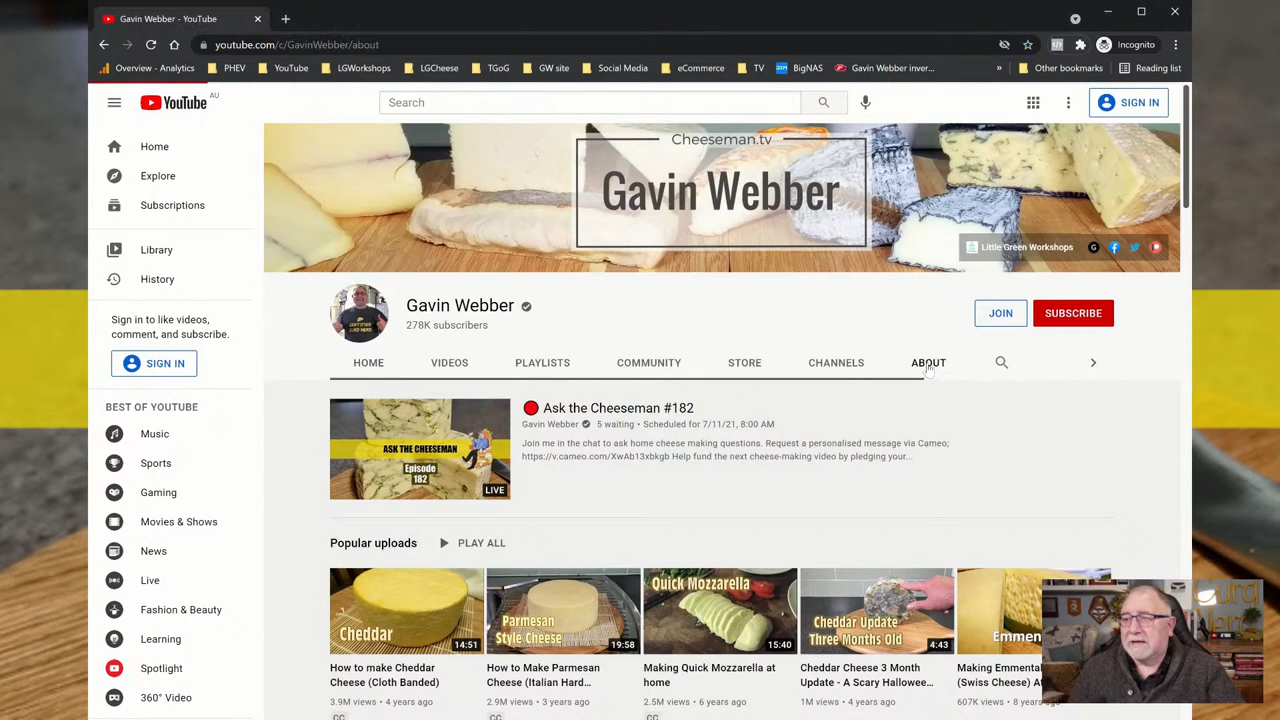 Gavin Webber - YouTube
youtube.com/c/GavinWebber/about
Incognito
Overview - Analytics
PHEV
YouTube
LGWorkshops
LGCheese
TGoG
GW site
Social Media
eCommerce
TV
BigNAS
Gavin Webber inver...
»
Other bookmarks
Reading list
YouTube AU
Search
SIGN IN
Home
Explore
Subscriptions
Library
History
Sign in to like videos,
comment, and subscribe.
SIGN IN
BEST OF YOUTUBE
Music
Sports
Gaming
Movies & Shows
News
Live
Fashion & Beauty
Learning
Spotlight
360° Video
Cheeseman.tv
Gavin Webber
Little Green Workshops
Gavin Webber
278K subscribers
JOIN
SUBSCRIBE
HOME
VIDEOS
PLAYLISTS
COMMUNITY
STORE
CHANNELS
ABOUT
ASK THE CHEESEMAN
Episode
182
LIVE
Ask the Cheeseman #182
Gavin Webber 5 waiting • Scheduled for 7/11/21, 8:00 AM
Join me in the chat to ask home cheese making questions. Request a personalised message via Cameo;
https://v.cameo.com/XwAb13xkbgb Help fund the next cheese-making video by pledging your...
Popular uploads
PLAY ALL
Cheddar
14:51
How to make Cheddar
Cheese (Cloth Banded)
3.9M views • 4 years ago
CC
Parmesan
Style Cheese
19:58
How to Make Parmesan
Cheese (Italian Hard...
2.9M views • 3 years ago
CC
Quick Mozzarella
15:40
Making Quick Mozzarella at
home
2.5M views • 6 years ago
CC
Cheddar Update
Three Months Old
4:43
Cheddar Cheese 3 Month
Update - A Scary Hallowee...
1M views • 4 years ago
Making Emmental
(Swiss Cheese)
607K views • 8 years